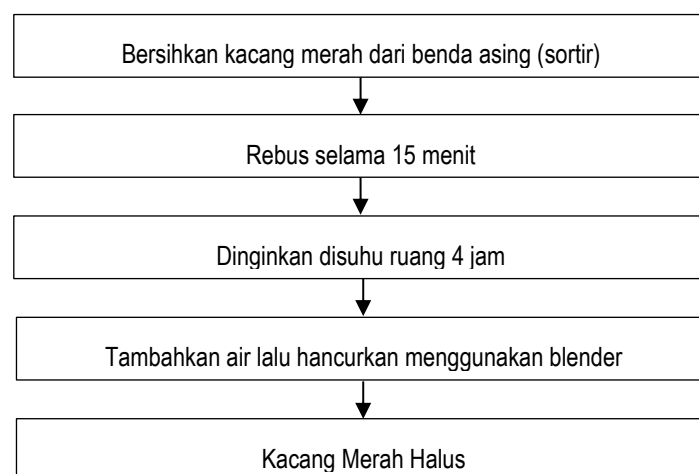 Bersihkan kacang merah dari benda asing (sortir)
Rebus selama 15 menit
Dinginkan disuhu ruang 4 jam
Tambahkan air lalu hancurkan menggunakan blender
Kacang Merah Halus